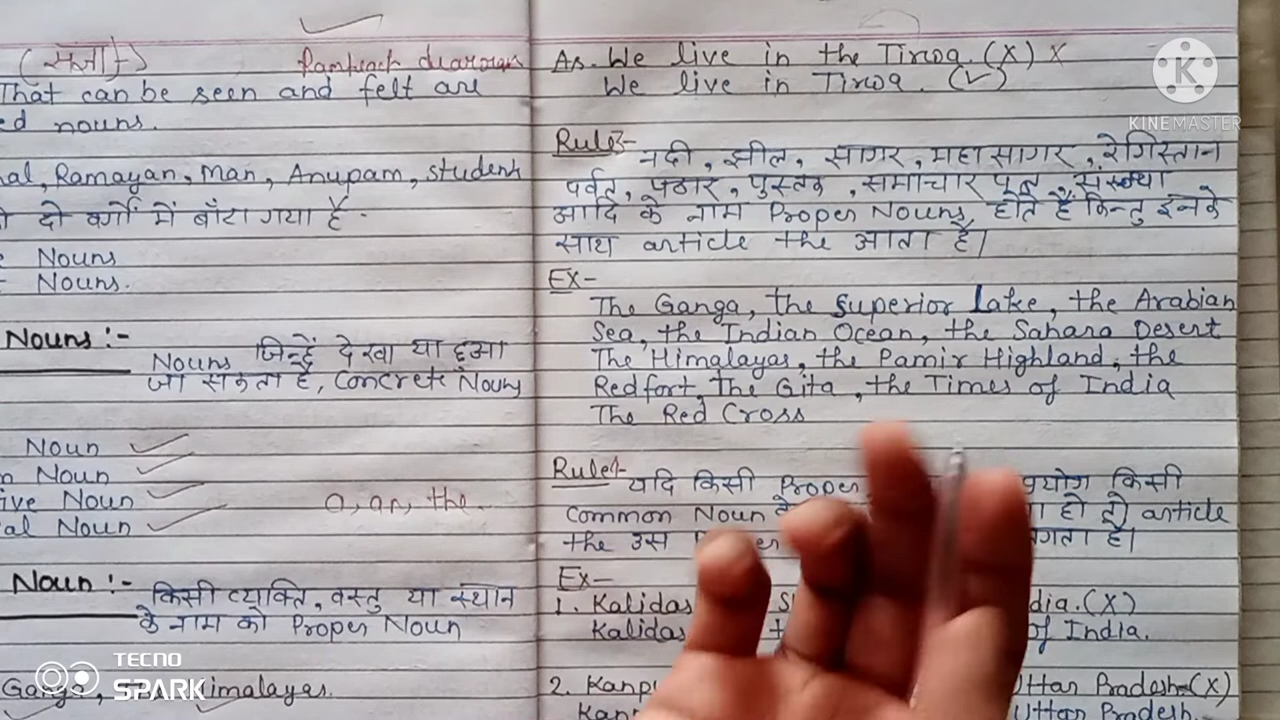 (संज्ञा)
That can be seen and felt are
ed nouns.
al, Ramayan, Man, Anupam, student
दो वर्गों में बाँटा गया है -
Nouns
Nouns.
Nouns :-
Nouns जिन्हें देखा या छुआ
जा सकता है, Concrete Nouns
Noun
n Noun
ive Noun
al Noun
a, an, the.
Noun :-
किसी व्यक्ति, वस्तु या स्थान
के नाम को Proper Noun
Ganga, Himalayas.
As. We live in the Tirwa. (X) X
We live in Tirwa. (✓)
Rule:-
नदी, झील, सागर, महासागर, रेगिस्तान
पर्वत, पठार, पुस्तक, समाचार पत्र, संस्था
आदि के नाम Proper Nouns, होते हैं किन्तु इनके
साथ article the आता है।
Ex-
The Ganga, the Superior Lake, the Arabian
Sea, the Indian Ocean, the Sahara Desert
The Himalayas, the Pamir Highland, the
Redfort, The Gita, the Times of India
The Red Cross
Rule:-
यदि किसी Proper प्रयोग किसी
Common Noun हो तो article
the उस लगता है।
Ex-
1. Kalidas dia. (X)
Kalidas of India.
2. Kanpu Uttar Pradesh-(X)
Kan Uttar Pradesh.
KINEMASTER
TECNO
SPARK